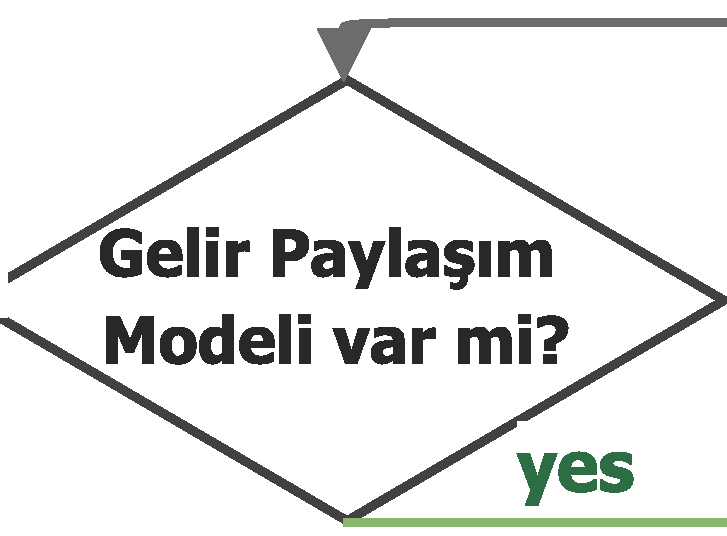 Gelir Paylaşım
Modeli var mi?
yes